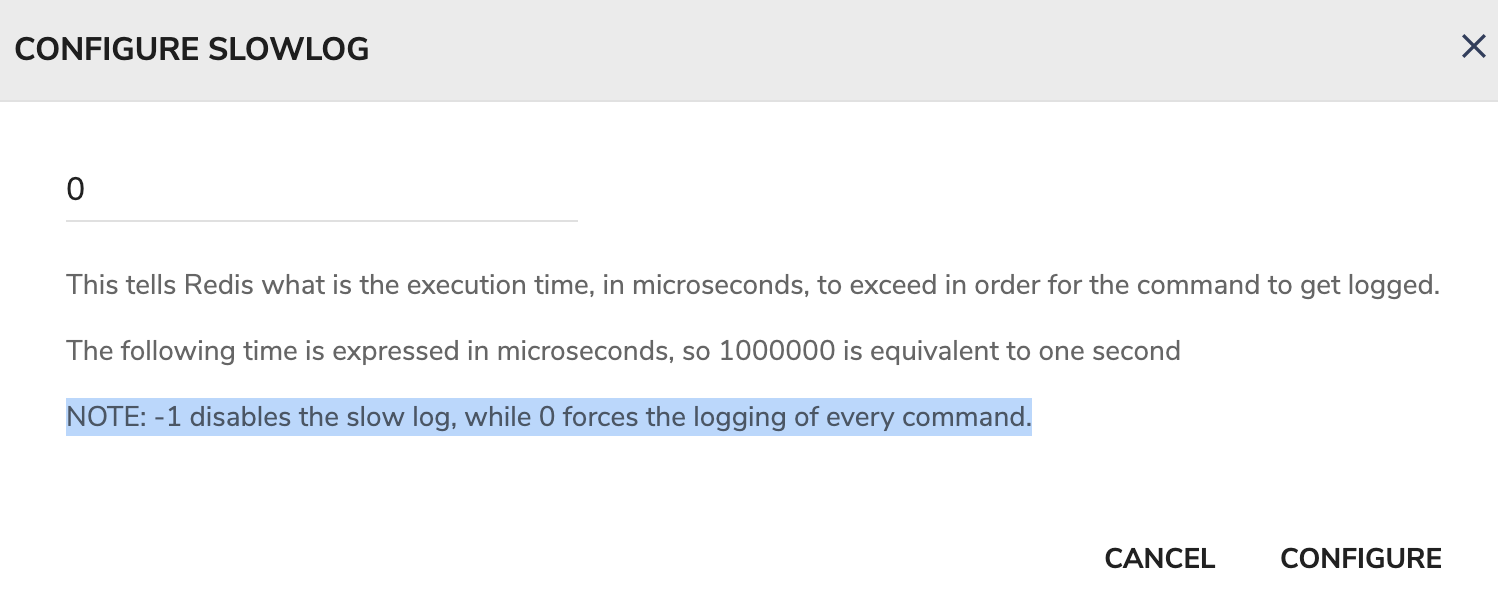 CONFIGURE SLOWLOG
0
This tells Redis what is the execution time, in microseconds, to exceed in order for the command to get logged.
The following time is expressed in microseconds, so 1000000 is equivalent to one second
NOTE: -1 disables the slow log, while 0 forces the logging of every command.
CANCEL CONFIGURE